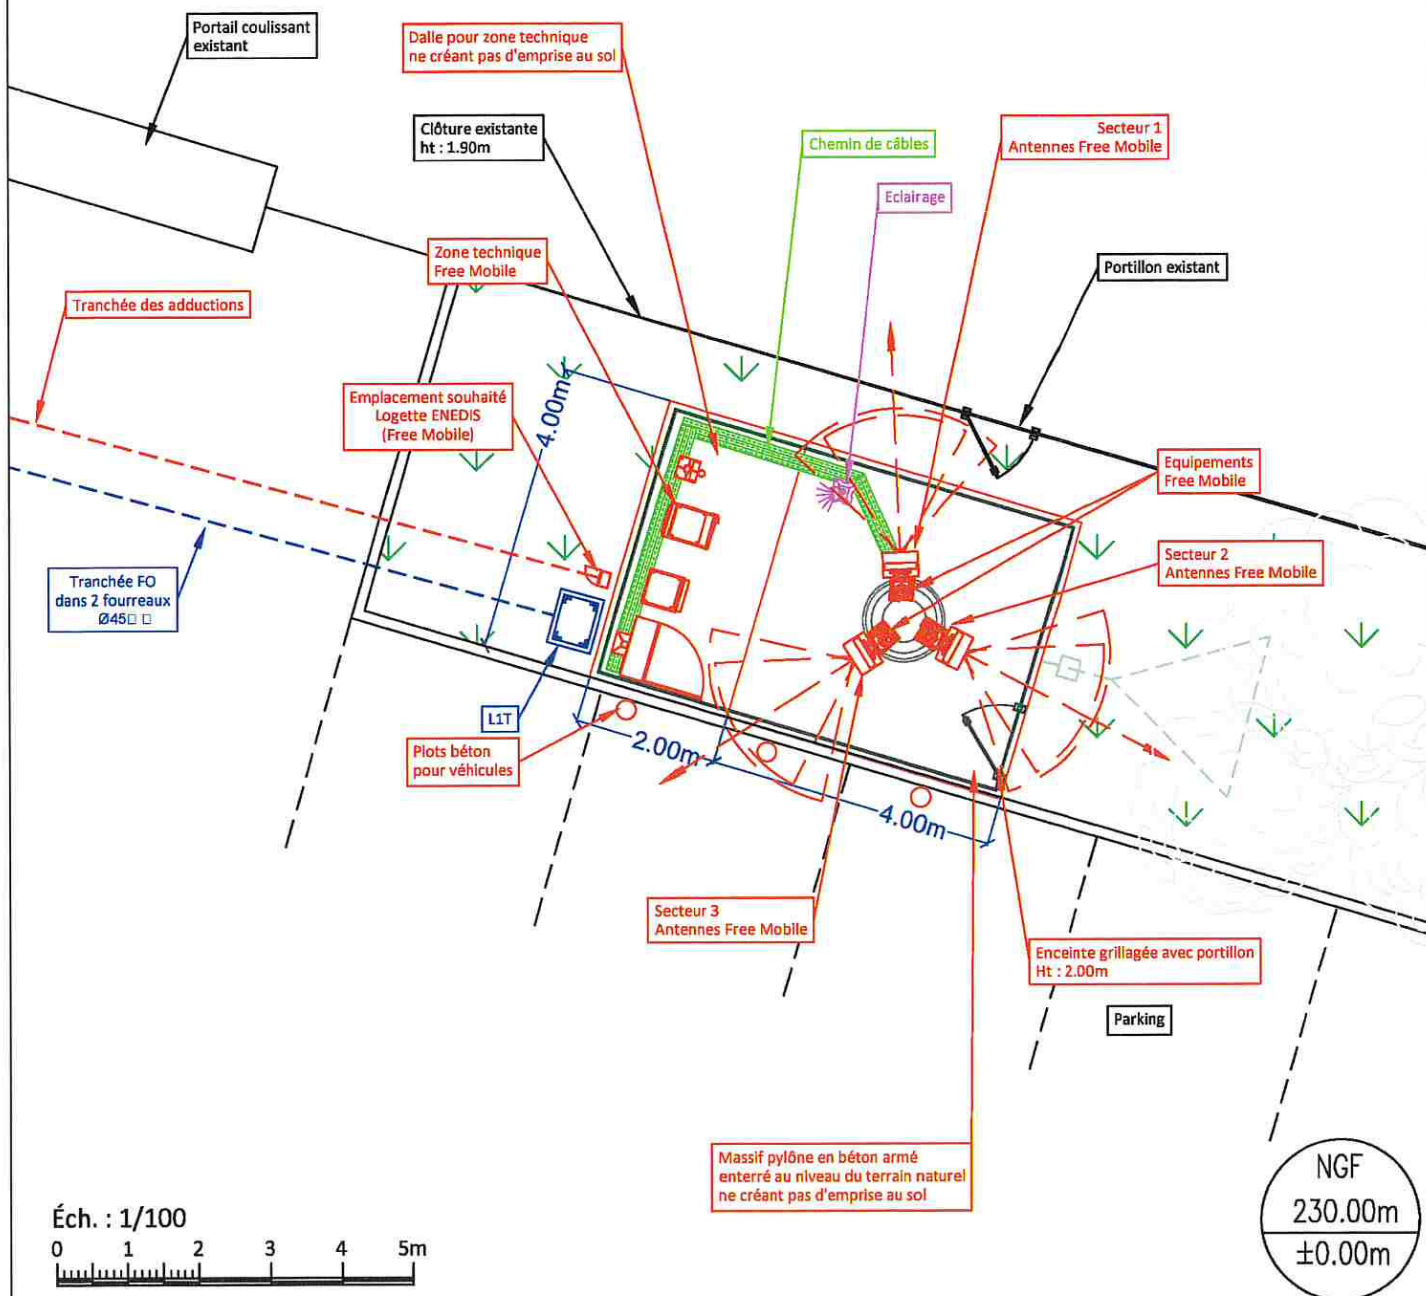 Portail coulissant
existant
Dalle pour zone technique
ne créant pas d'emprise au sol
Clôture existante
ht : 1.90m
Chemin de câbles
Secteur 1
Antennes Free Mobile
Eclairage
Zone technique
Free Mobile
Portillon existant
Tranchée des adductions
Emplacement souhaité
Logette ENEDIS
(Free Mobile)
4.00m
Equipements
Free Mobile
Secteur 2
Antennes Free Mobile
Tranchée FO
dans 2 fourreaux
Ø45□ □
L1T
Plots béton
pour véhicules
2.00m
4.00m
Secteur 3
Antennes Free Mobile
Enceinte grillagée avec portillon
Ht : 2.00m
Parking
Massif pylône en béton armé
enterré au niveau du terrain naturel
ne créant pas d'emprise au sol
NGF
230.00m
±0.00m
Éch. : 1/100
0 1 2 3 4 5m